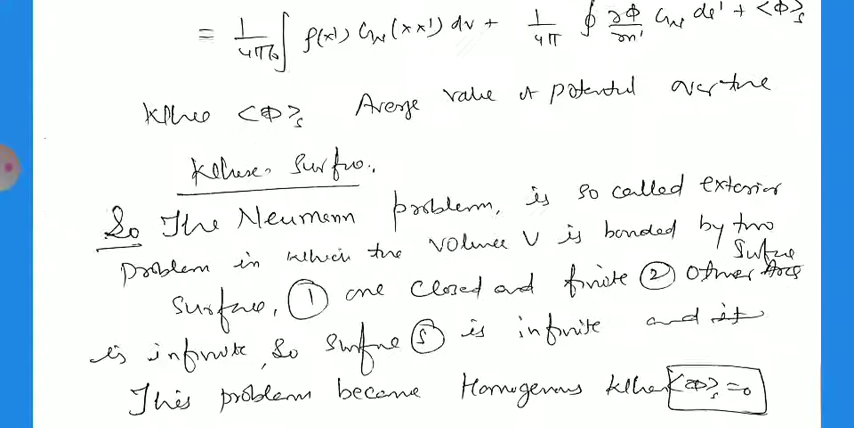 = 1/4πε₀ ∫ ρ(x') G_N (x x') dv + 1/4π ∮ ∂Φ/∂n' G_N ds' + <Φ>_s
<Φ>_s Average value of potential over the
whole surface.
So The Neumann problem, is so called exterior
problem in which the volume V is bonded by two
surface, ① one closed and finite ② other surface
is infinite, So surface Ⓢ is infinite and it
This problem become Homogenous when <Φ>_s = 0